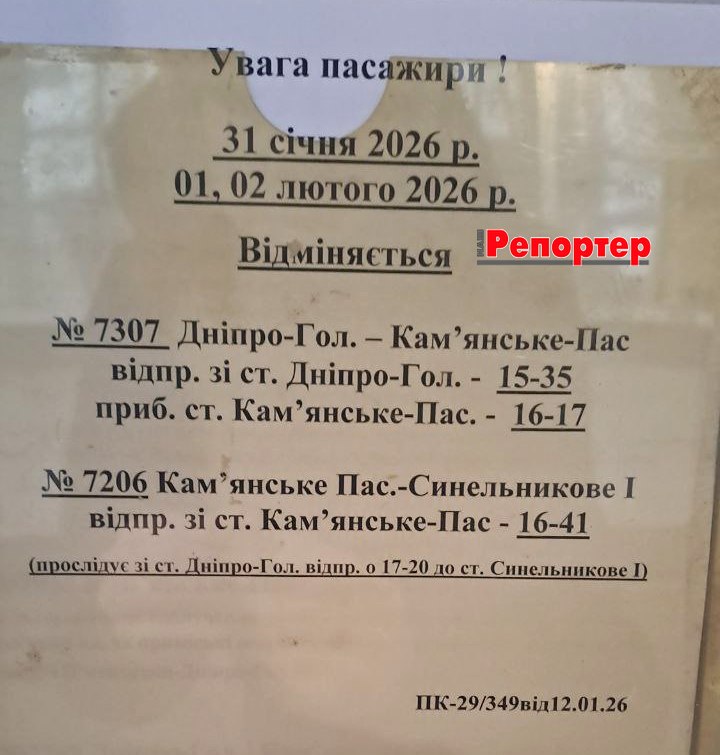 Увага пасажири !
31 січня 2026 р.
01, 02 лютого 2026 р.
Відміняється
НАШ Репортер
№ 7307 Дніпро-Гол. – Кам’янське-Пас
відпр. зі ст. Дніпро-Гол. - 15-35
приб. ст. Кам’янське-Пас. - 16-17
№ 7206 Кам’янське Пас.-Синельникове І
відпр. зі ст. Кам’янське-Пас - 16-41
(прослідує зі ст. Дніпро-Гол. відпр. о 17-20 до ст. Синельникове І)
ПК-29/349від12.01.26